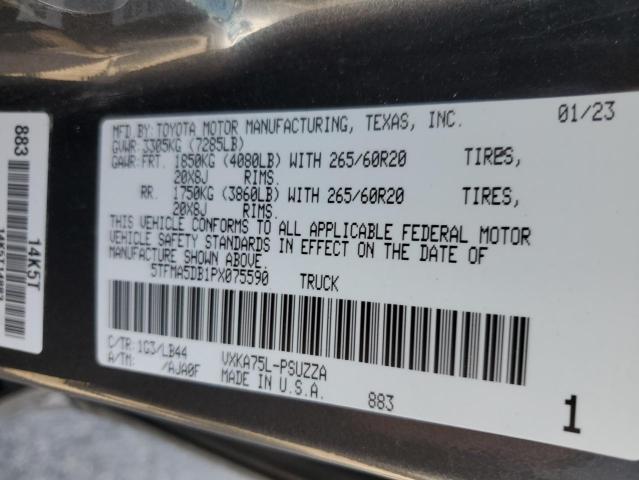 MFD.BY:TOYOTA MOTOR MANUFACTURING, TEXAS, INC. 01/23
GVWR 3305KG (7285LB)
GAWR:FRT. 1850KG (4080LB) WITH 265/60R20 TIRES,
20X8J RIMS.
RR. 1750KG (3860LB) WITH 265/60R20 TIRES,
20X8J RIMS.
THIS VEHICLE CONFORMS TO ALL APPLICABLE FEDERAL MOTOR
VEHICLE SAFETY STANDARDS IN EFFECT ON THE DATE OF
MANUFACTURE SHOWN ABOVE.
5TFMA5DB1PX075590 TRUCK
C/TR:1G3/LB44 VXKA75L-PSUZZA
A/TM: /AJA0F MADE IN U.S.A. 883
1
883
14K5T